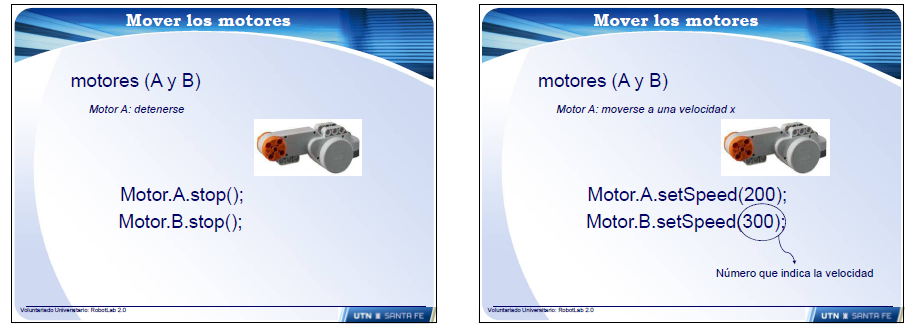 Mover los motores
motores (A y B)
Motor A: detenerse
Motor.A.stop();
Motor.B.stop();
Voluntariado Universitario: RobotLab 2.0
UTN SANTA FE
Mover los motores
motores (A y B)
Motor A: moverse a una velocidad x
Motor.A.setSpeed(200);
Motor.B.setSpeed(300);
Número que indica la velocidad
Voluntariado Universitario: RobotLab 2.0
UTN SANTA FE